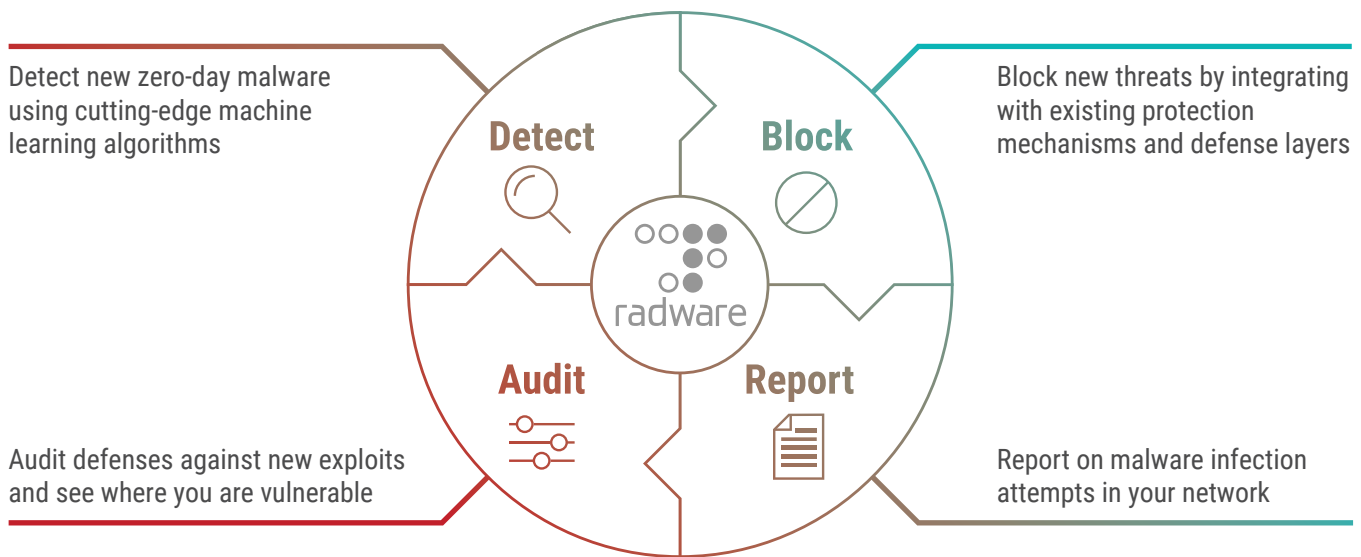 Detect new zero-day malware
using cutting-edge machine
learning algorithms
Detect
Block
Block new threats by integrating
with existing protection
mechanisms and defense layers
radware
Audit
Report
Audit defenses against new exploits
and see where you are vulnerable
Report on malware infection
attempts in your network